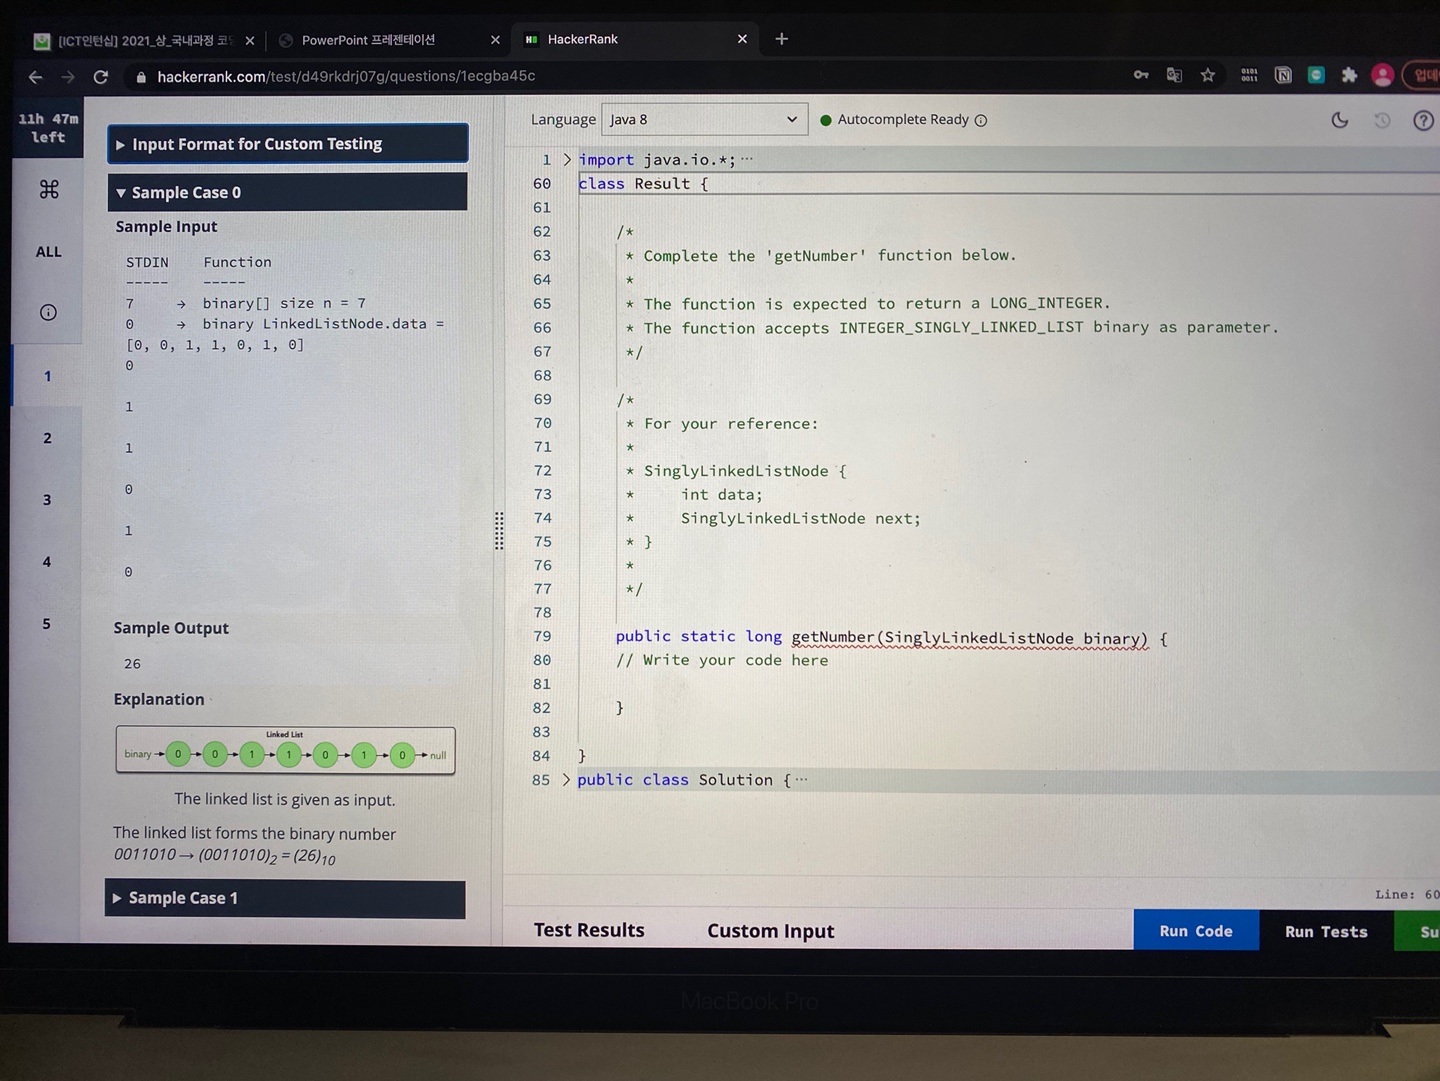 [ICT인턴십] 2021_상_국내과정 코
PowerPoint 프레젠테이션
HackerRank
hackerrank.com/test/d49rkdrj07g/questions/1ecgba45c
11h 47m
left
ALL
1
2
3
4
5
Input Format for Custom Testing
Sample Case 0
Sample Input
STDIN Function
----- -----
7 → binary[] size n = 7
0 → binary LinkedListNode.data =
[0, 0, 1, 1, 0, 1, 0]
0
1
1
0
1
0
Sample Output
26
Explanation
Linked List
binary → 0 → 0 → 1 → 1 → 0 → 1 → 0 → null
The linked list is given as input.
The linked list forms the binary number
0011010 → (0011010)2 = (26)10
Sample Case 1
Language Java 8 Autocomplete Ready
1 import java.io.*; ...
60 class Result {
61
62 /*
63 * Complete the 'getNumber' function below.
64 *
65 * The function is expected to return a LONG_INTEGER.
66 * The function accepts INTEGER_SINGLY_LINKED_LIST binary as parameter.
67 */
68
69 /*
70 * For your reference:
71 *
72 * SinglyLinkedListNode {
73 * int data;
74 * SinglyLinkedListNode next;
75 * }
76 *
77 */
78
79 public static long getNumber(SinglyLinkedListNode binary) {
80 // Write your code here
81
82 }
83
84 }
85 public class Solution { ...
Line: 60
Test Results Custom Input Run Code Run Tests Su
MacBook Pro